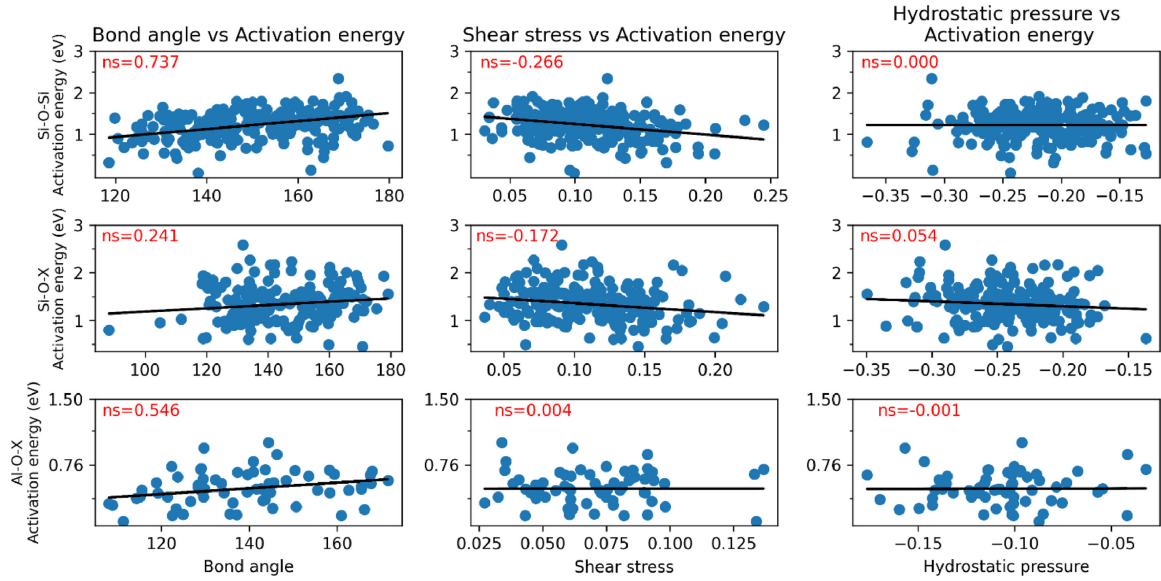 Bond angle vs Activation energy
Shear stress vs Activation energy
Hydrostatic pressure vs
Activation energy
Si-O-Si
Activation energy (eV)
3
2
1
ns=0.737
120
140
160
180
3
2
1
ns=-0.266
0.05
0.10
0.15
0.20
0.25
3
2
1
ns=0.000
−0.35
−0.30
−0.25
−0.20
−0.15
Si-O-X
Activation energy (eV)
3
2
1
ns=0.241
100
120
140
160
180
3
2
1
ns=-0.172
0.05
0.10
0.15
0.20
3
2
1
ns=0.054
−0.35
−0.30
−0.25
−0.20
−0.15
Al-O-X
Activation energy (eV)
1.50
0.76
ns=0.546
120
140
160
Bond angle
1.50
0.76
ns=0.004
0.025
0.050
0.075
0.100
0.125
Shear stress
1.50
0.76
ns=-0.001
−0.15
−0.10
−0.05
Hydrostatic pressure